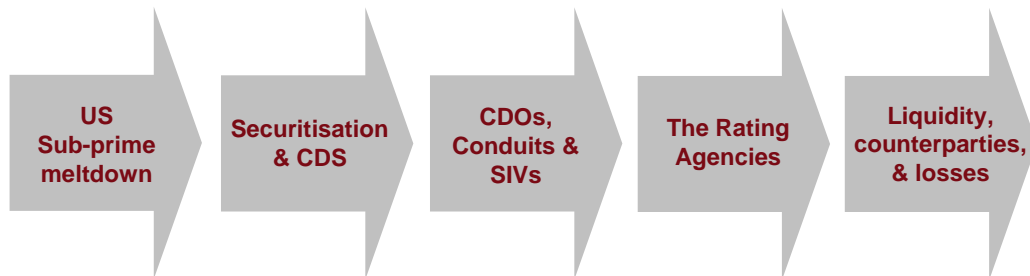 US
Sub-prime
meltdown
Securitisation
& CDS
CDOs,
Conduits &
SIVs
The Rating
Agencies
Liquidity,
counterparties,
& losses